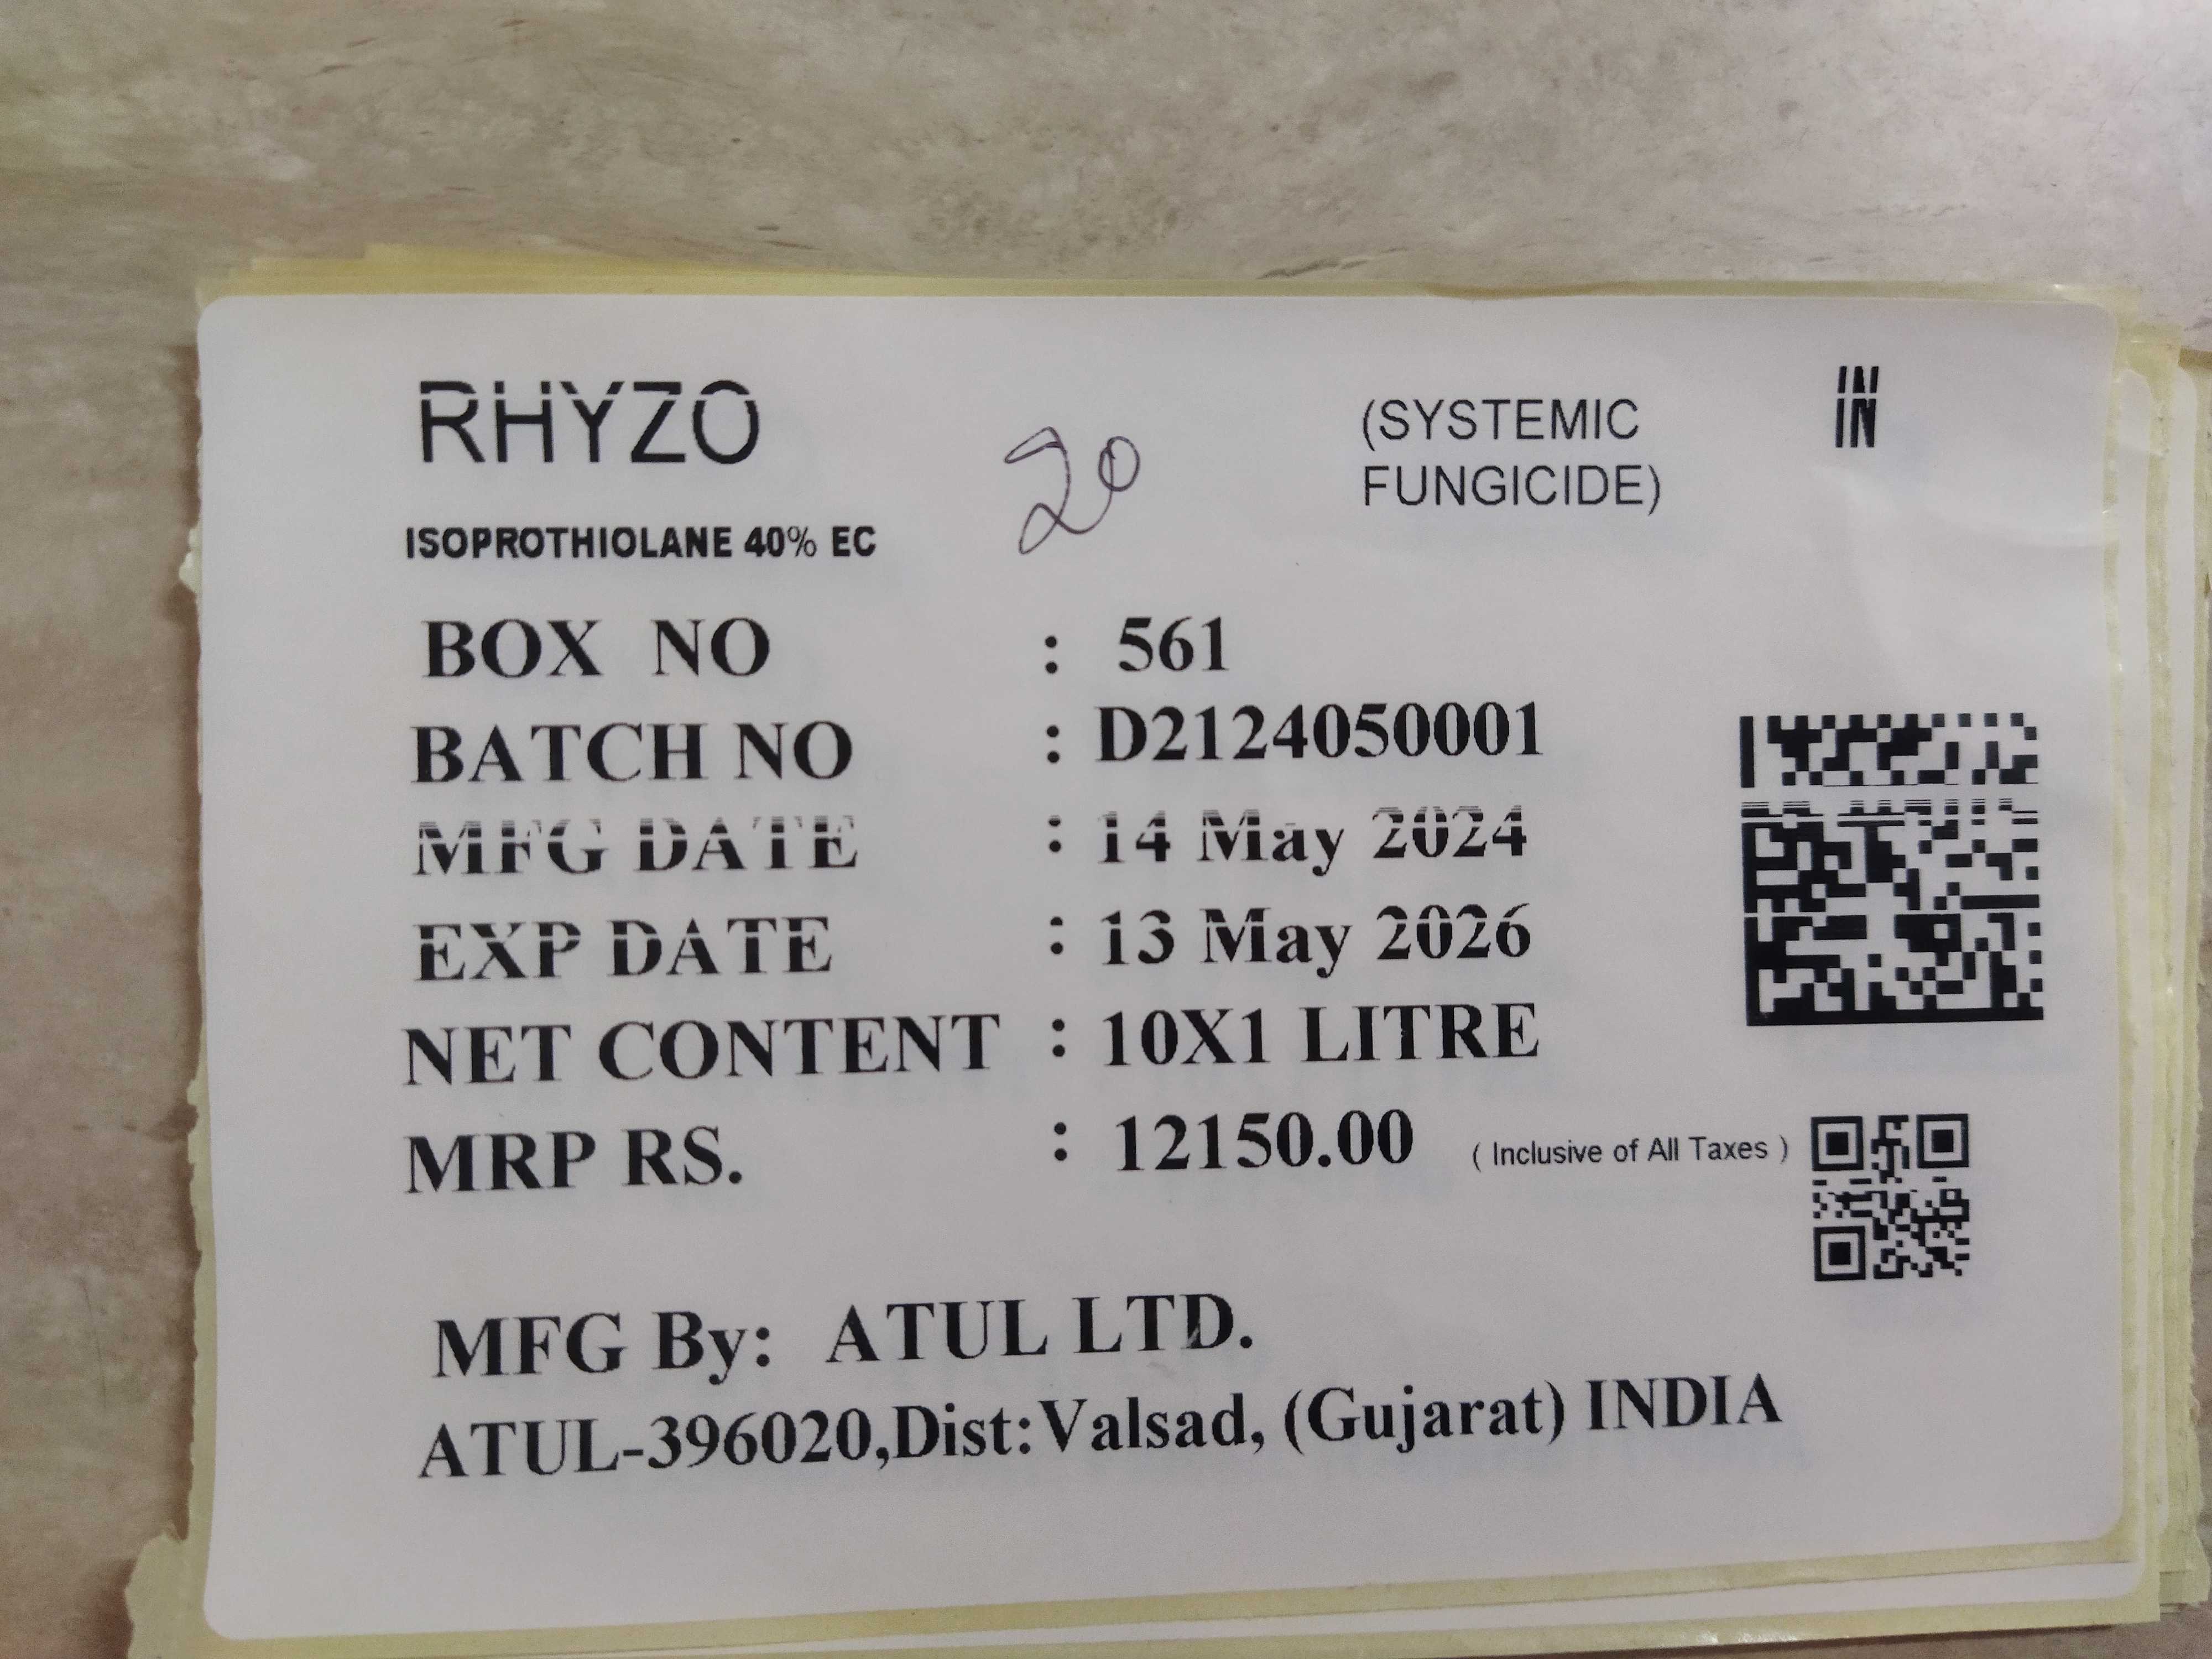 RHYZO
20
(SYSTEMIC
FUNGICIDE)
IN
ISOPROTHIOLANE 40% EC
BOX NO : 561
BATCH NO : D2124050001
MFG DATE : 14 May 2024
EXP DATE : 13 May 2026
NET CONTENT : 10X1 LITRE
MRP RS. : 12150.00 ( Inclusive of All Taxes )
MFG By: ATUL LTD.
ATUL-396020,Dist:Valsad, (Gujarat) INDIA